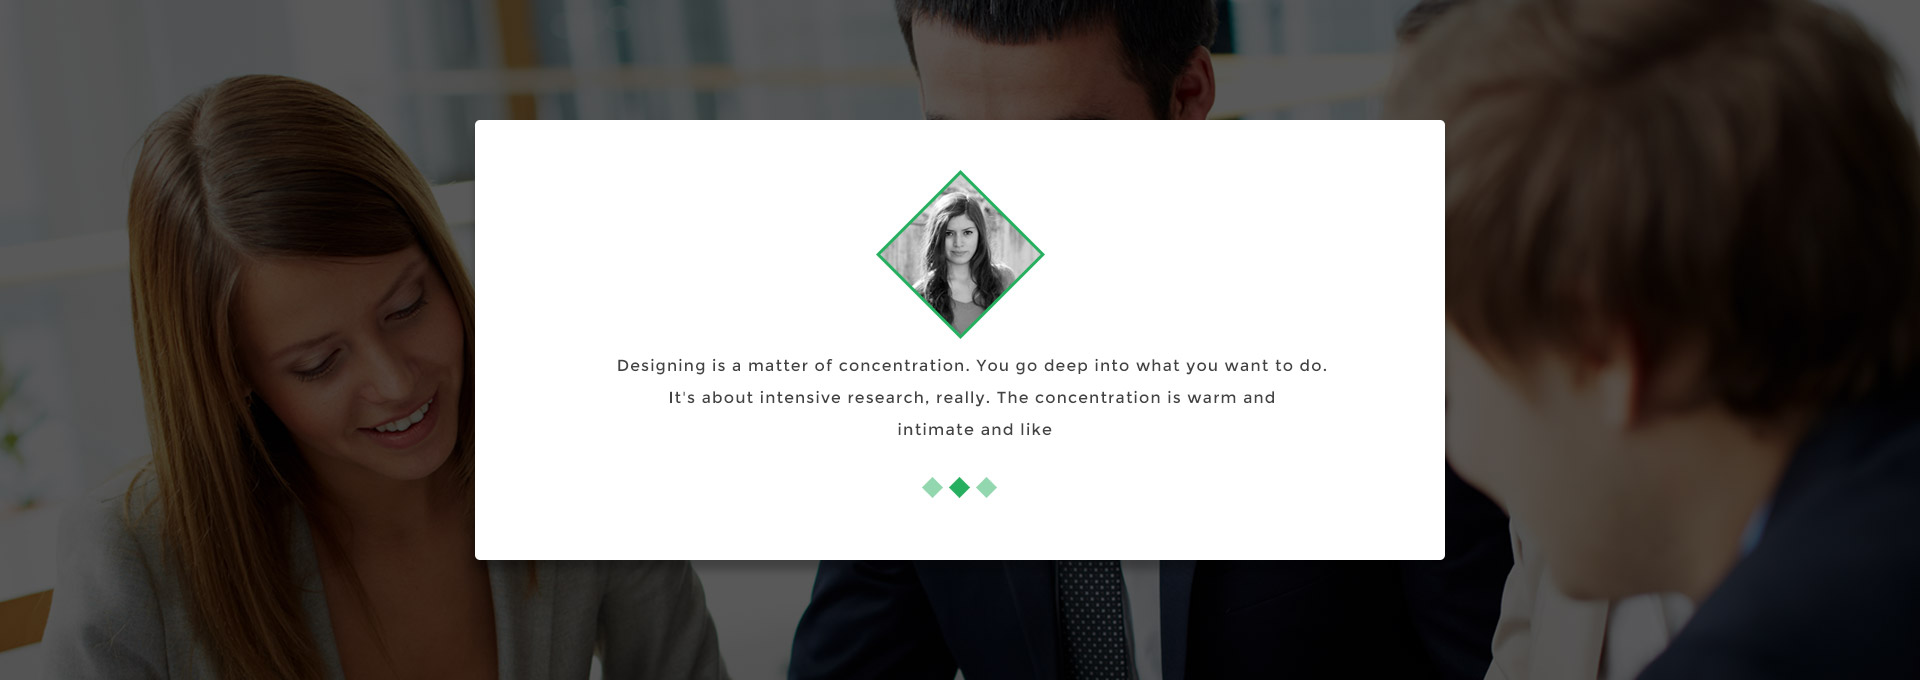 Designing is a matter of concentration. You go deep into what you want to do.
It's about intensive research, really. The concentration is warm and
intimate and like